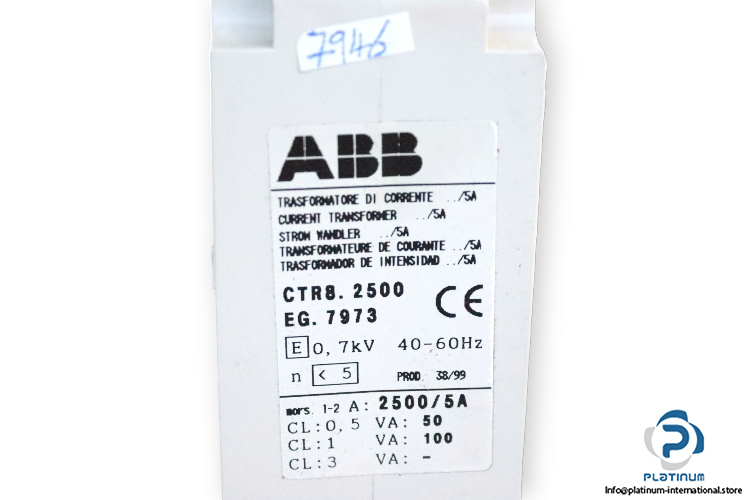 7946
ABB
TRASFORMATORE DI CORRENTE ../5A
CURRENT TRANSFORMER ../5A
STROM WANDLER ../5A
TRANSFORMATEURE DE COURANTE ../5A
TRASFORMADOR DE INTENSIDAD ../5A
CTR8. 2500
EG. 7973
CE
E 0,7kV 40-60Hz
n < 5 PROD. 38/99
mors. 1-2 A: 2500/5A
CL:0,5 VA: 50
CL:1 VA: 100
CL:3 VA: -
PLATINUM
INTERNATIONAL
Info@platinum-international.store